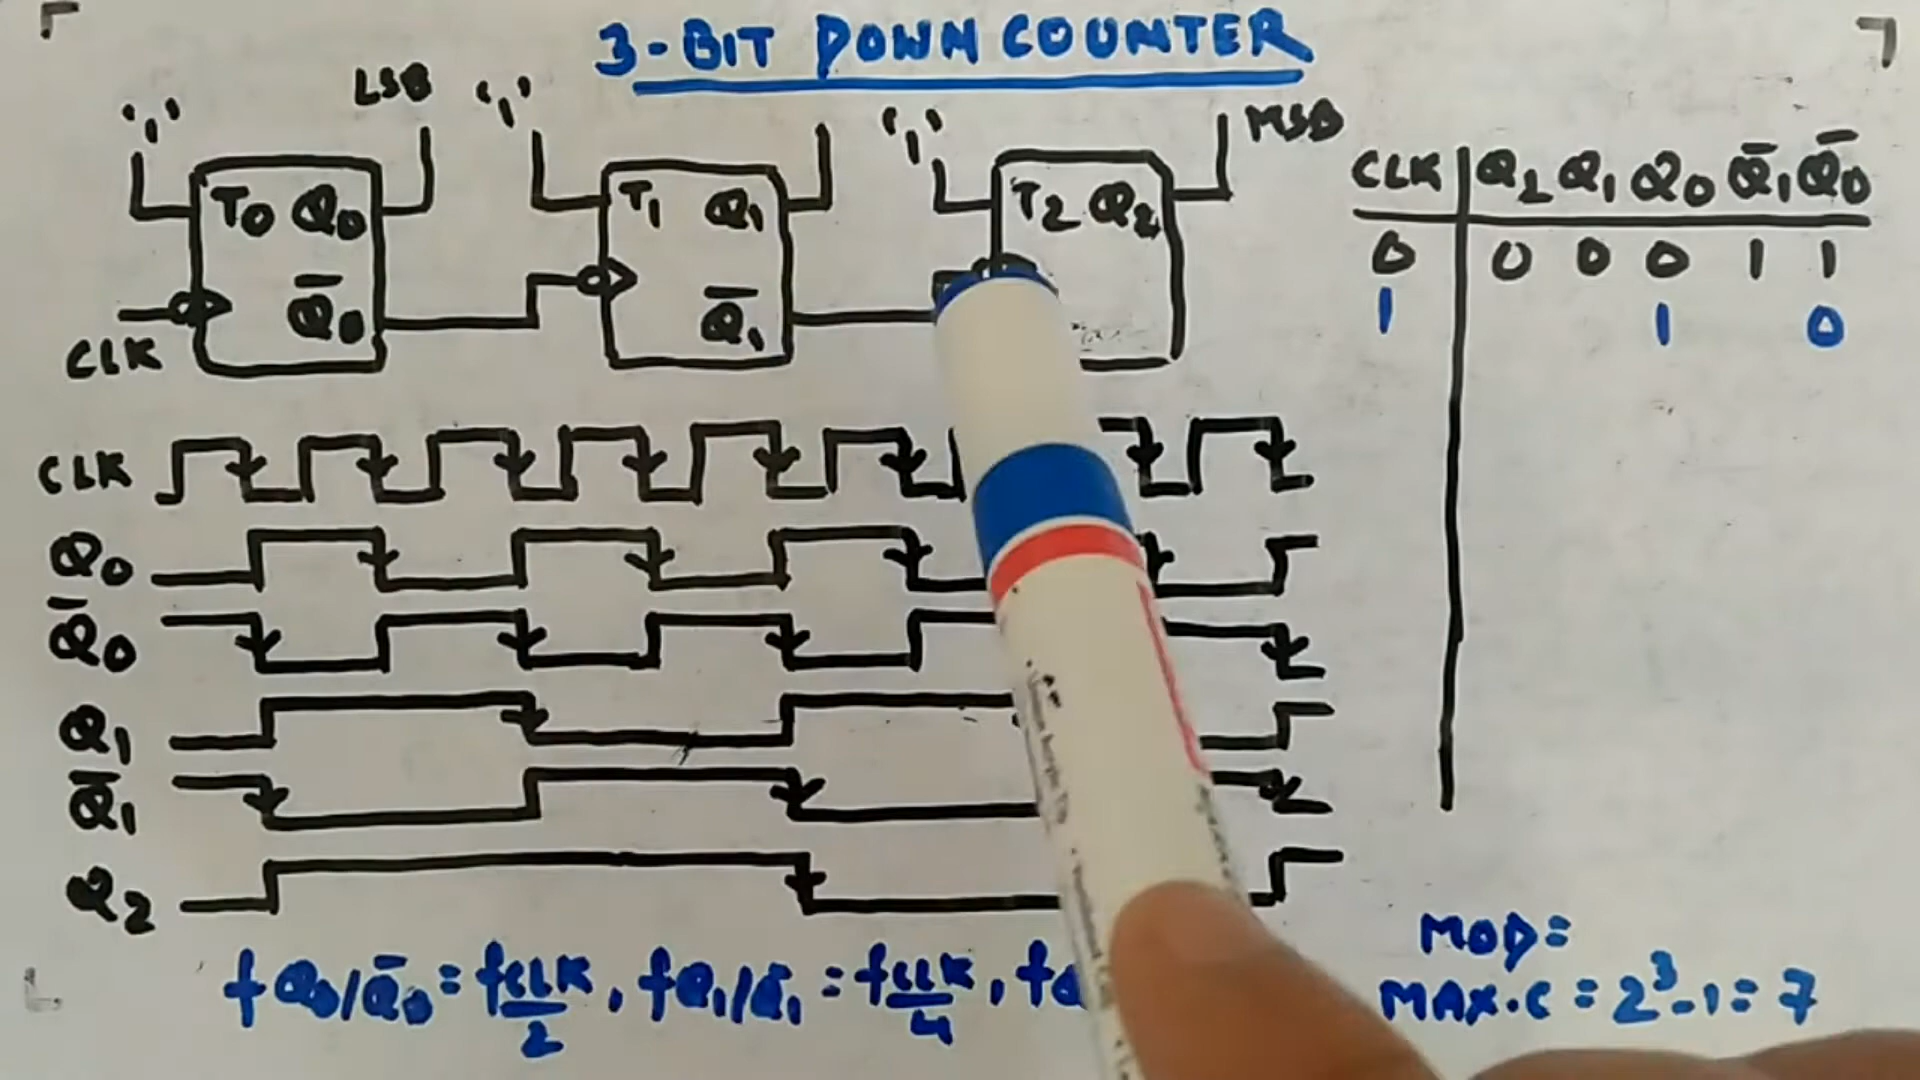 3-BIT DOWN COUNTER
'1' LSB '1' '1' MSB
T0 Q0 T1 Q1 T2 Q2
Q̅0 Q̅1
CLK
CLK Q2 Q1 Q0 Q̅1 Q̅0
0 0 0 0 1 1
1 1 0
CLK
Q0
Q̅0
Q1
Q̅1
Q2
fQ0/Q̅0 = fCLK/2, fQ1/Q̅1 = fCLK/4,
MOD=
MAX.C = 2³-1 = 7